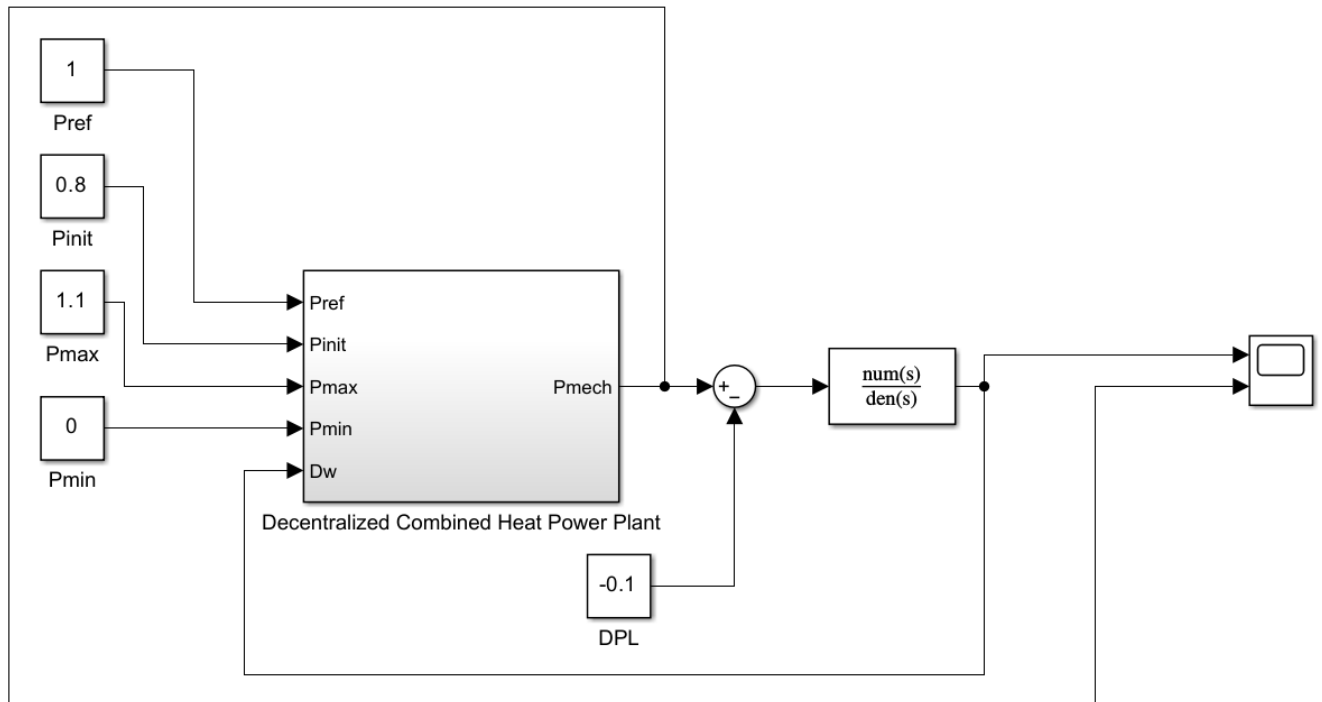 1
Pref
0.8
Pinit
1.1
Pmax
0
Pmin
Pref
Pinit
Pmax
Pmin
Dw
Pmech
Decentralized Combined Heat Power Plant
+
−
num(s)
den(s)
-0.1
DPL